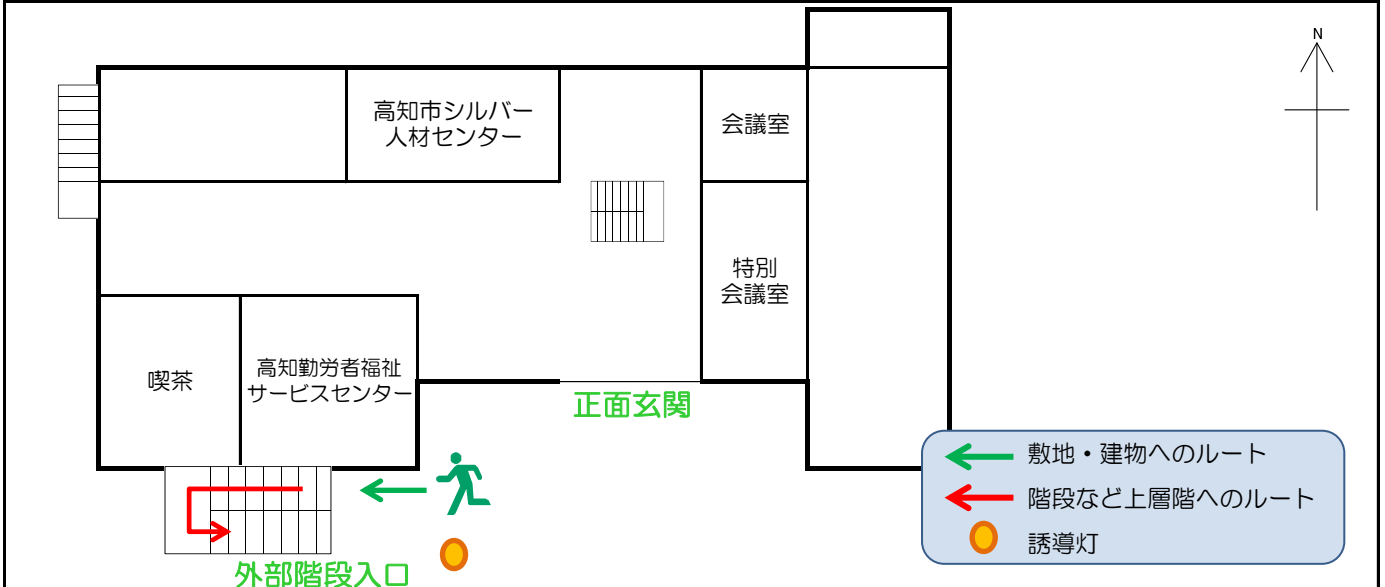 N
高知市シルバー
人材センター
会議室
特別
会議室
喫茶
高知勤労者福祉
サービスセンター
正面玄関
敷地・建物へのルート
階段など上層階へのルート
誘導灯
外部階段入口